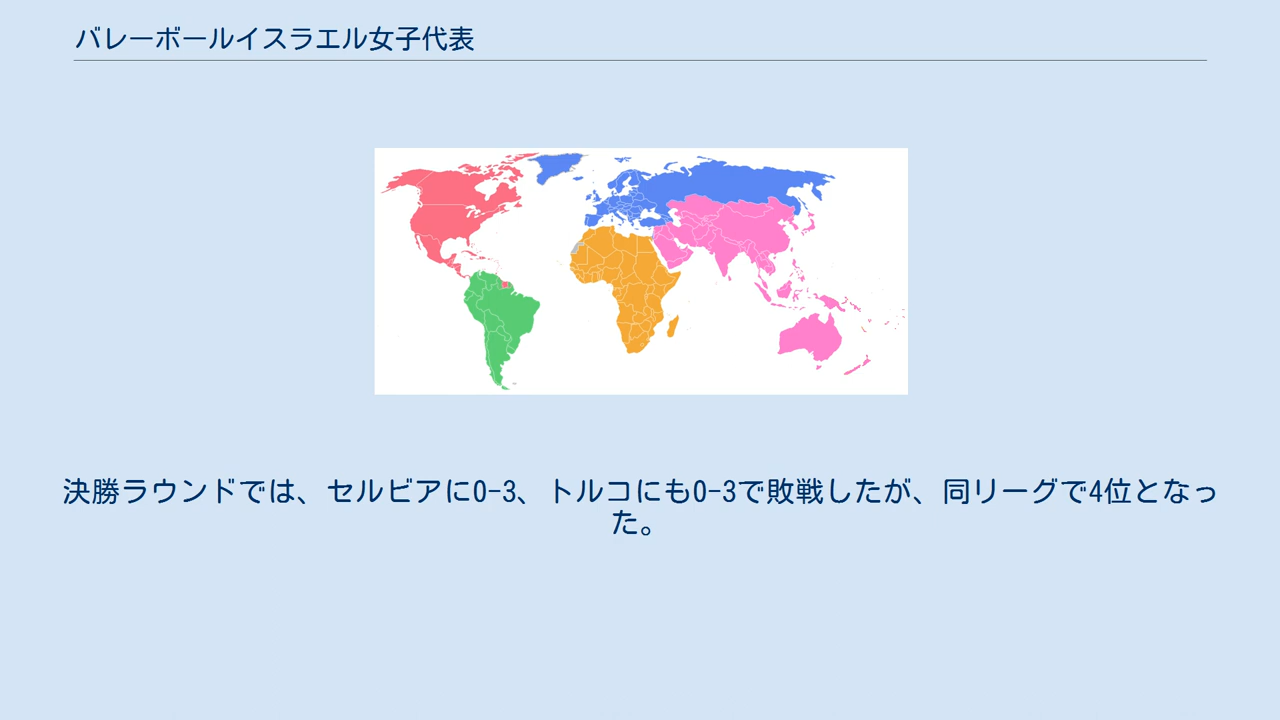 バレーボールイスラエル女子代表
決勝ラウンドでは、セルビアに0-3、トルコにも0-3で敗戦したが、同リーグで4位となっ
た。